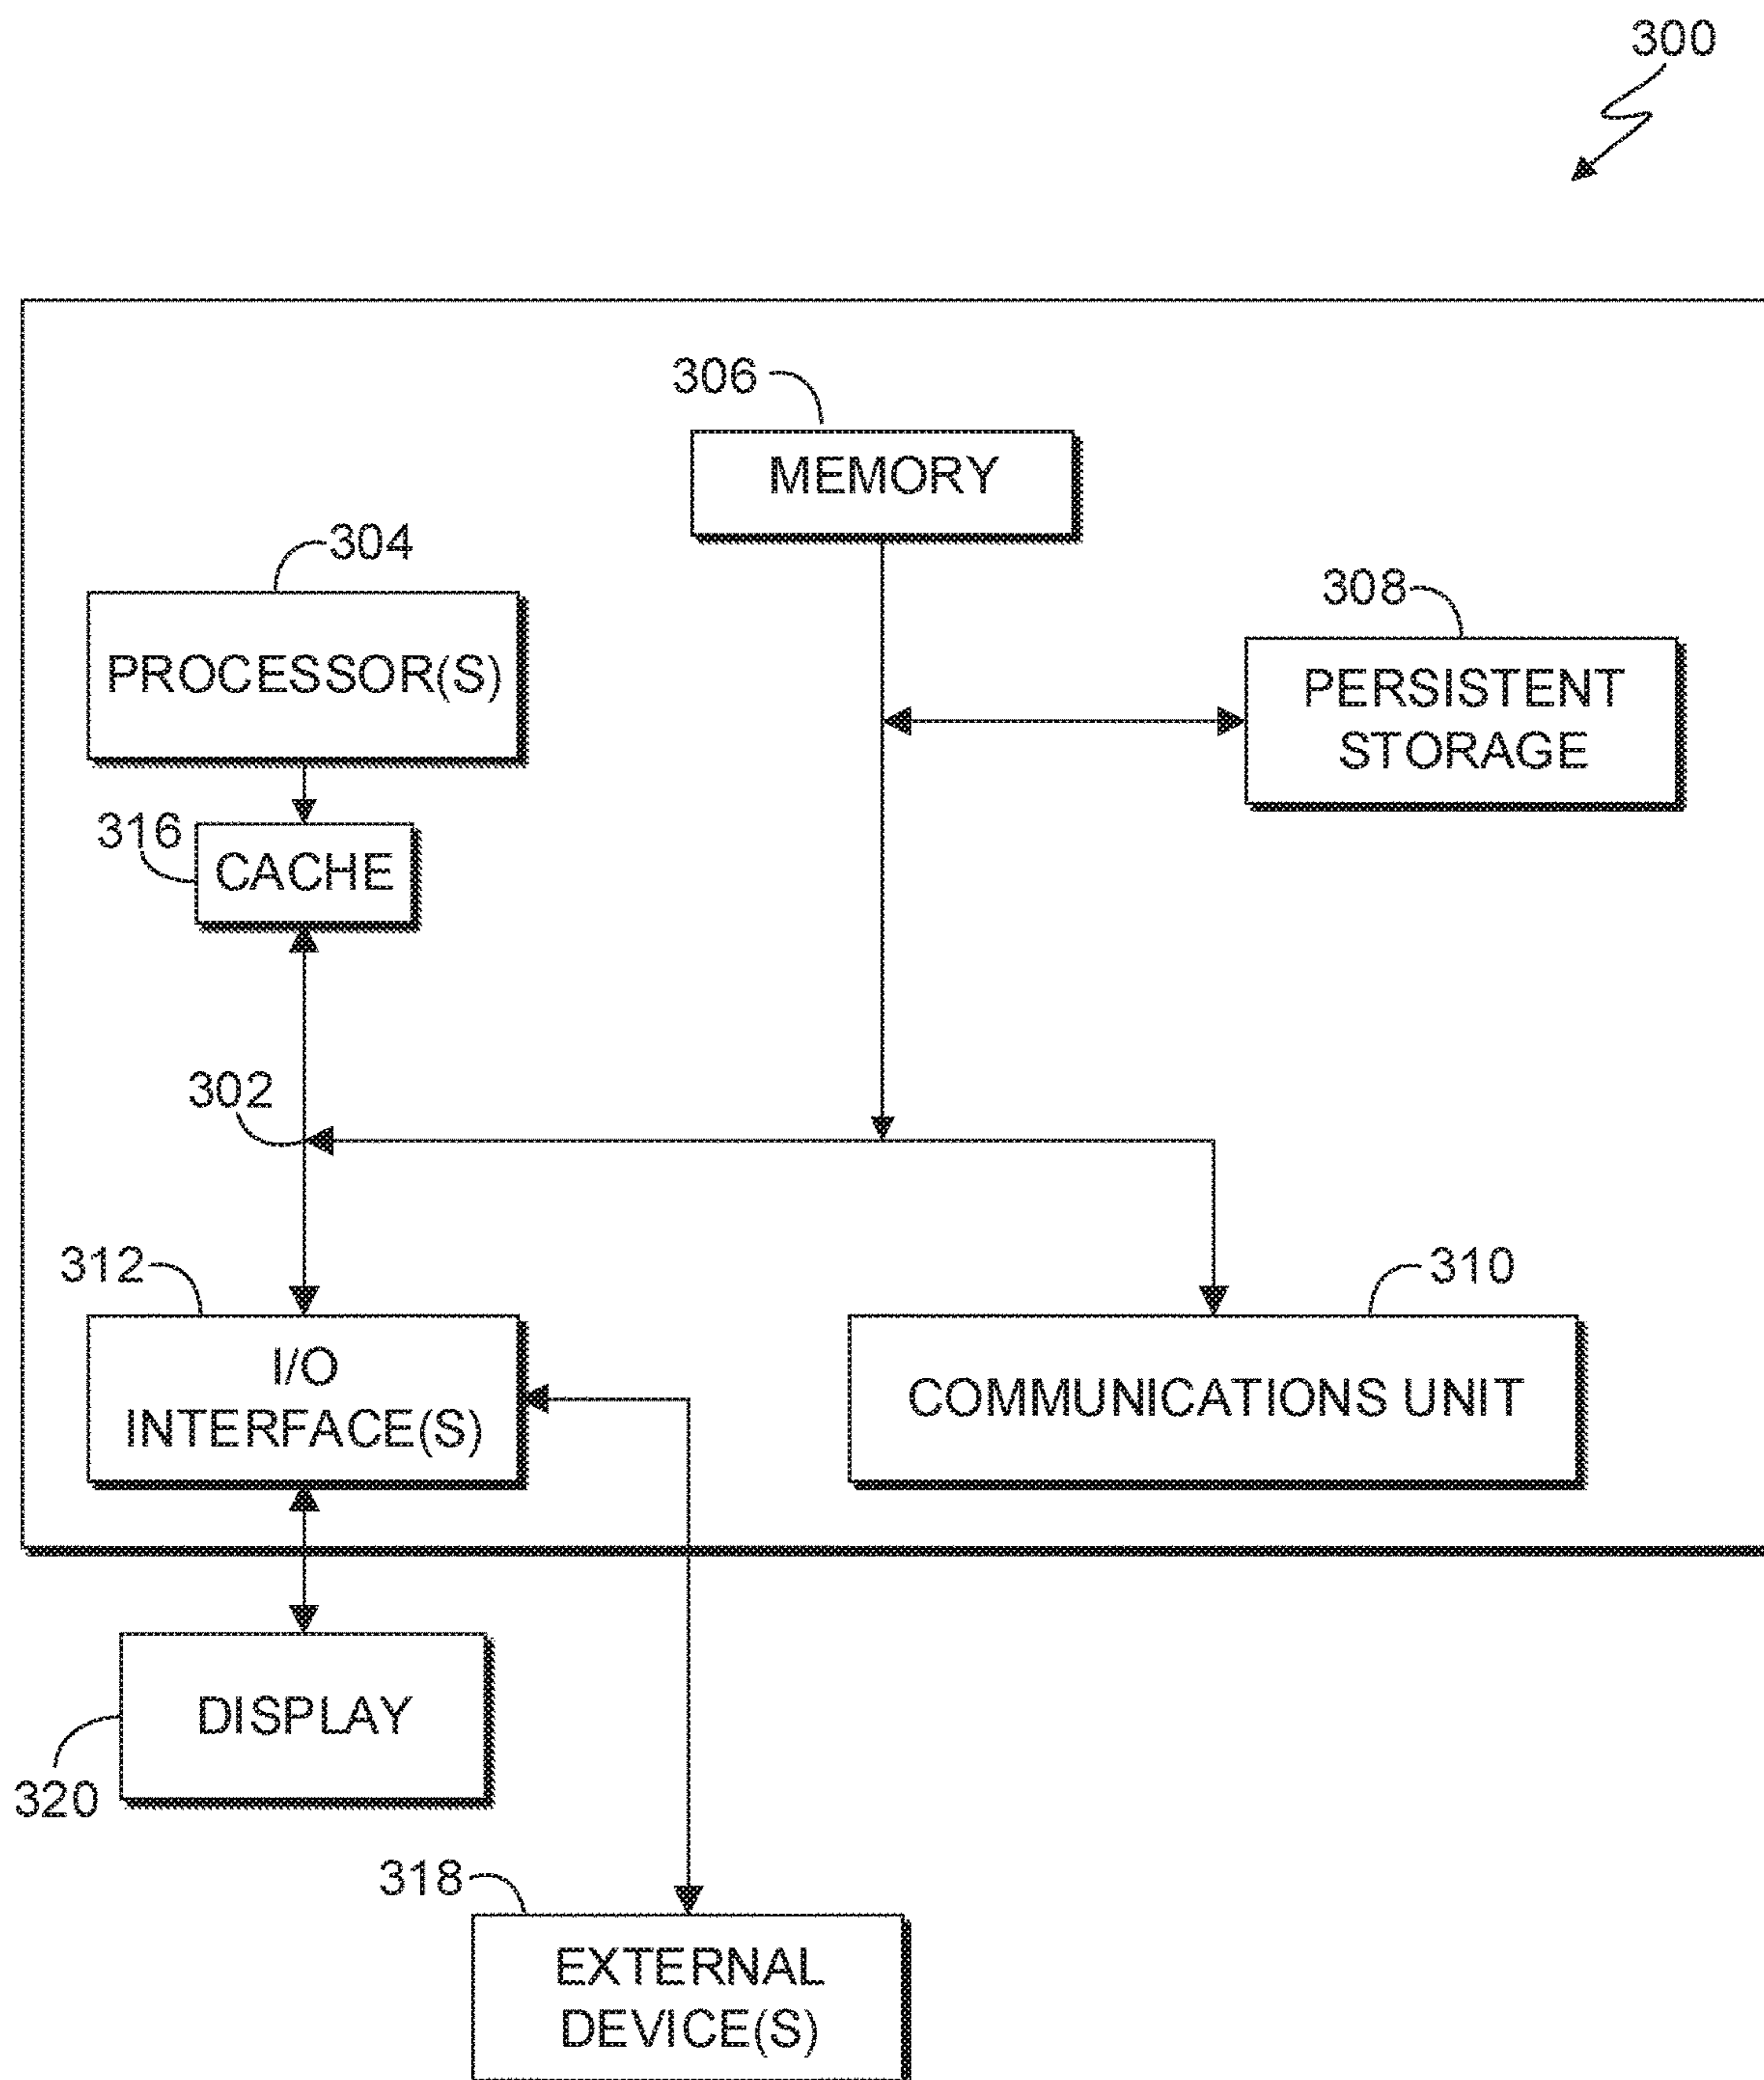 300
306
MEMORY
304
PROCESSOR(S)
308
PERSISTENT
STORAGE
316
CACHE
302
312
I/O
INTERFACE(S)
310
COMMUNICATIONS UNIT
DISPLAY
320
318
EXTERNAL
DEVICE(S)